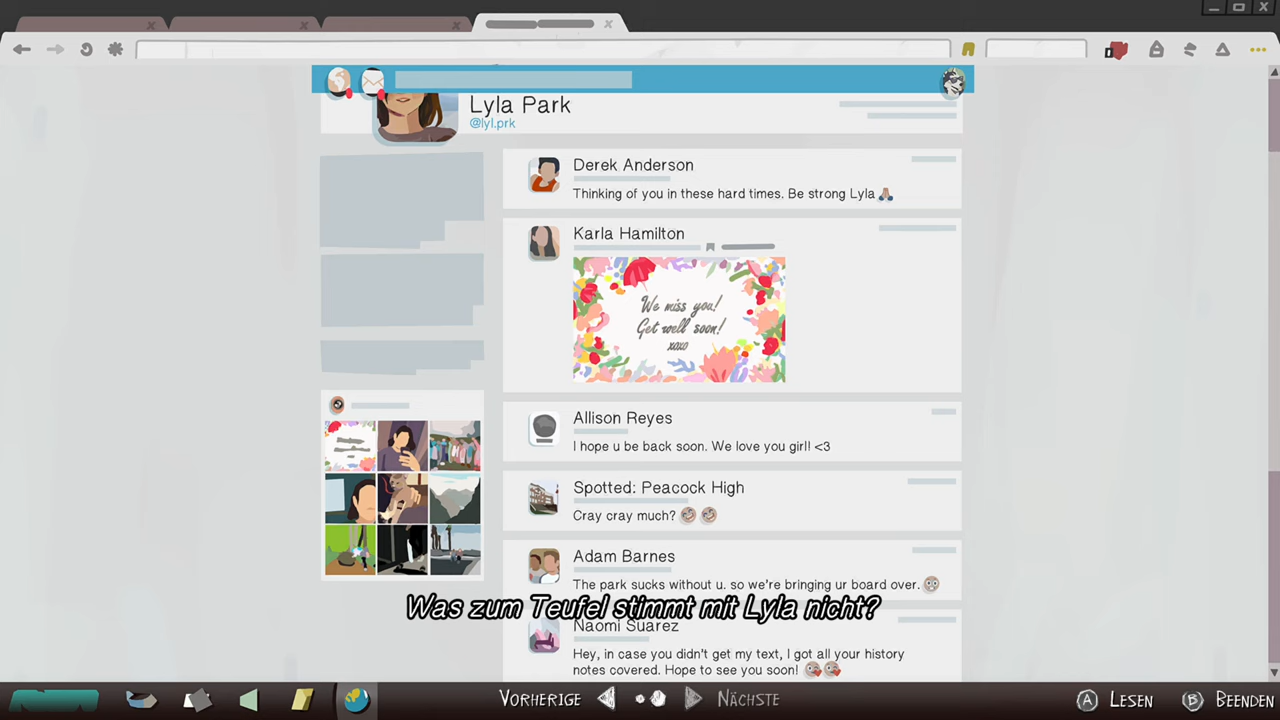 Lyla Park
@lyl.prk
Derek Anderson
Thinking of you in these hard times. Be strong Lyla
Karla Hamilton
We miss you!
Get well soon!
xoxo
Allison Reyes
I hope u be back soon. We love you girl! <3
Spotted: Peacock High
Cray cray much?
Adam Barnes
The park sucks without u. so we're bringing ur board over.
Was zum Teufel stimmt mit Lyla nicht?
Naomi Suarez
Hey, in case you didn't get my text, I got all your history
notes covered. Hope to see you soon!
Vorherige Nächste A Lesen B Beenden